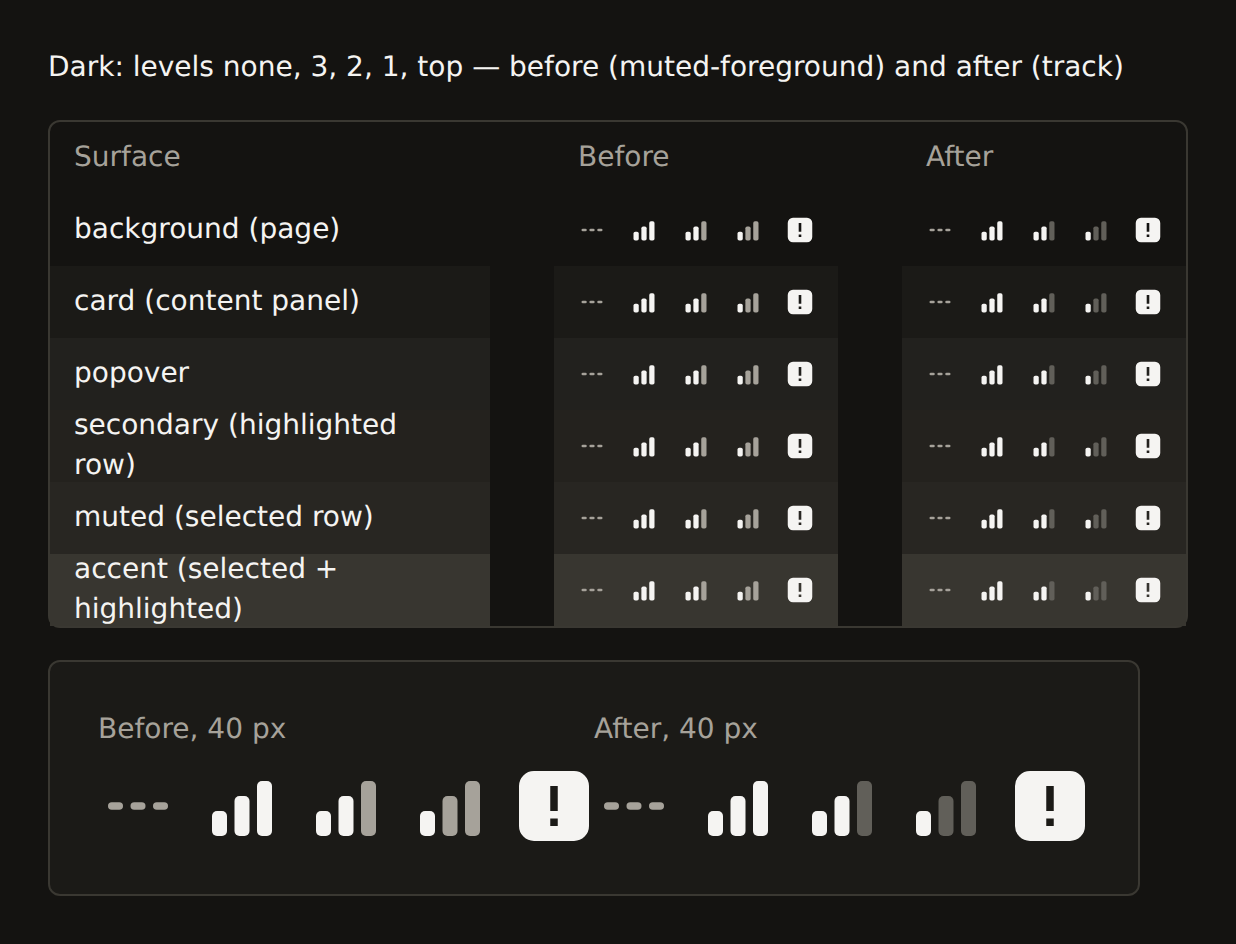 Dark: levels none, 3, 2, 1, top — before (muted-foreground) and after (track)
Surface Before After
background (page)
card (content panel)
popover
secondary (highlighted
row)
muted (selected row)
accent (selected +
highlighted)
Before, 40 px After, 40 px